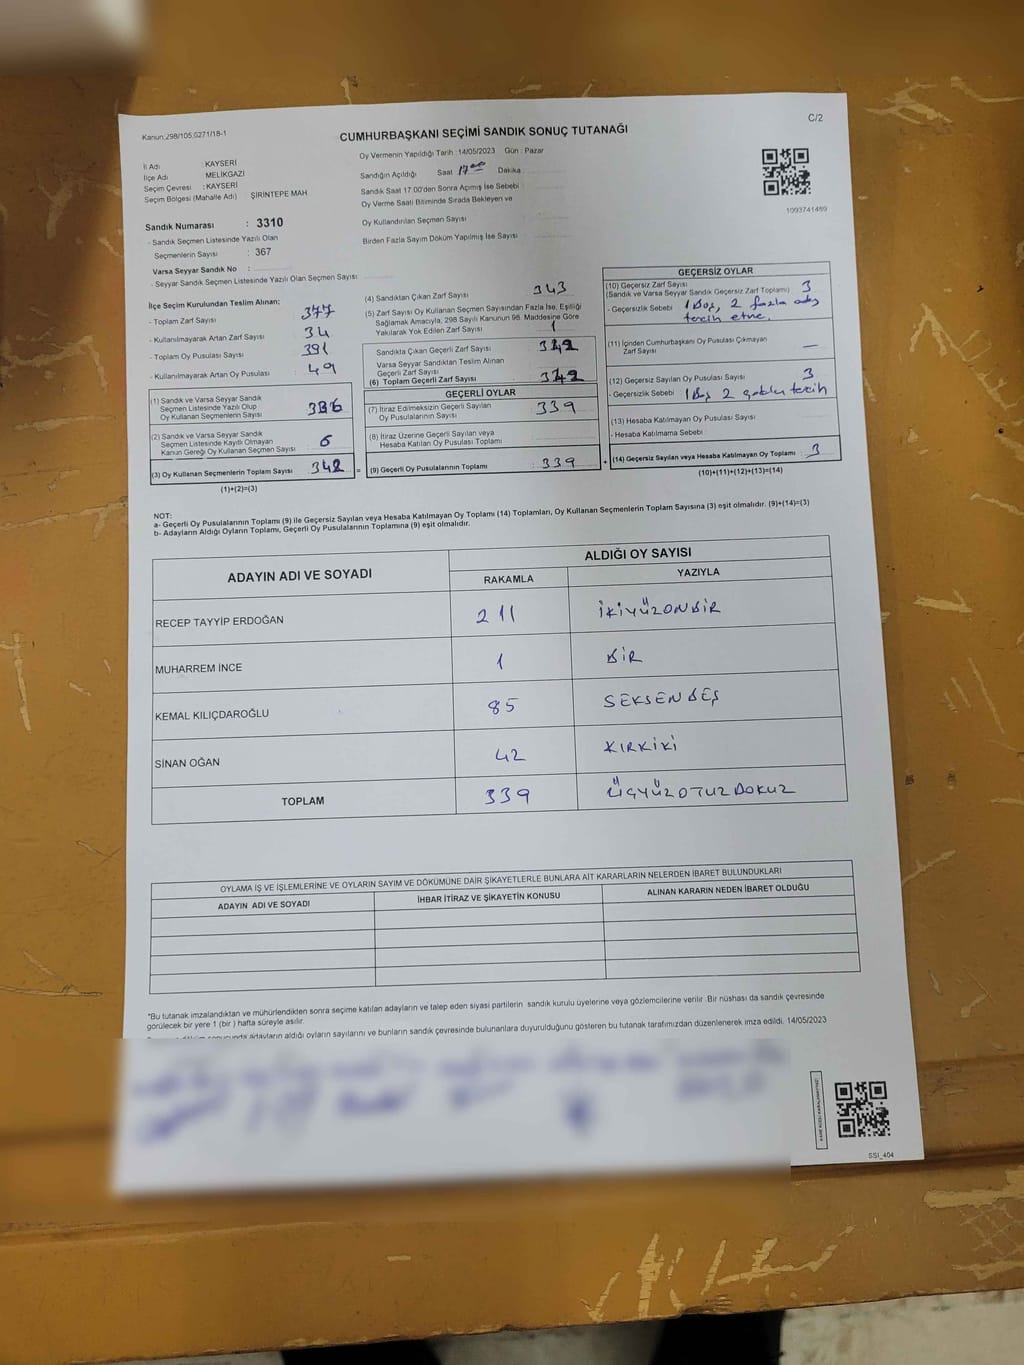 Kanun:298/105,0271/18-1
C/2
CUMHURBAŞKANI SEÇİMİ SANDIK SONUÇ TUTANAĞI
İl Adı : KAYSERİ
İlçe Adı MELİKGAZİ
Seçim Çevresi : KAYSERİ
Seçim Bölgesi (Mahalle Adı) ŞİRİNTEPE MAH
Oy Vermenin Yapıldığı Tarih :14/05/2023 Gün : Pazar
Sandığın Açıldığı Saat 17.00 Dakika :
Sandık Saat 17.00'den Sonra Açımış İse Sebebi :
Oy Verme Saati Bitiminde Sırada Bekleyen ve
Oy Kullandırılan Seçmen Sayısı
Birden Fazla Sayım Döküm Yapılmış İse Sayısı
1093741489
Sandık Numarası : 3310
- Sandık Seçmen Listesinde Yazılı Olan
Seçmenlerin Sayısı : 367
Varsa Seyyar Sandık No :
- Seyyar Sandık Seçmen Listesinde Yazılı Olan Seçmen Sayısı
İlçe Seçim Kurulundan Teslim Alınan:
- Toplam Zarf Sayısı : 377
- Kullanılmayarak Artan Zarf Sayısı : 34
- Toplam Oy Pusulası Sayısı : 391
- Kullanılmayarak Artan Oy Pusulası : 49
(1) Sandık ve Varsa Seyyar Sandık
Seçmen Listesinde Yazılı Olup
Oy Kullanan Seçmenlerin Sayısı 336
(2) Sandık ve Varsa Seyyar Sandık
Seçmen Listesinde Kayıtlı Olmayan
Kanun Gereği Oy Kullanan Seçmen Sayısı 6
(3) Oy Kullanan Seçmenlerin Toplam Sayısı 342
(1)+(2)=(3)
(4) Sandıktan Çıkan Zarf Sayısı 343
(5) Zarf Sayısı Oy Kullanan Seçmen Sayısından Fazla İse, Eşitliği
Sağlamak Amacıyla, 298 Sayılı Kanunun 98. Maddesine Göre
Yakılarak Yok Edilen Zarf Sayısı 1
Sandıkta Çıkan Geçerli Zarf Sayısı : 342
Varsa Seyyar Sandıktan Teslim Alınan
Geçerli Zarf Sayısı
(6) Toplam Geçerli Zarf Sayısı : 342
GEÇERLİ OYLAR
(7) İtiraz Edimeksizin Geçerli Sayılan
Oy Pusulalarının Sayısı : 339
(8) İtiraz Üzerine Geçerli Sayılan veya
Hesaba Katılan Oy Pusulası Toplamı
(9) Geçerli Oy Pusulalarının Toplamı : 339
GEÇERSİZ OYLAR
(10) Geçersiz Zarf Sayısı
(Sandık ve Varsa Seyyar Sandık Geçersiz Zarf Toplamı) 3
- Geçersizlik Sebebi : 1 Boş, 2 fazla aday
tercih etme.
(11) İçinden Cumhurbaşkanı Oy Pusulası Çıkmayan
Zarf Sayısı —
(12) Geçersiz Sayılan Oy Pusulası Sayısı : 3
- Geçersizlik Sebebi : 1 Boş 2 çoklu tercih
(13) Hesaba Katılmayan Oy Pusulası Sayısı
- Hesaba Katılmama Sebebi :
(14) Geçersiz Sayılan veya Hesaba Katılmayan Oy Toplamı : 3
(10)+(11)+(12)+(13)=(14)
NOT:
a- Geçerli Oy Pusulalarının Toplamı (9) ile Geçersiz Sayılan veya Hesaba Katılmayan Oy Toplamı (14) Toplamları, Oy Kullanan Seçmenlerin Toplam Sayısına (3) eşit olmalıdır. (9)+(14)=(3)
b- Adayların Aldığı Oyların Toplamı, Geçerli Oy Pusulalarının Toplamına (9) eşit olmalıdır.
ADAYIN ADI VE SOYADI
ALDIĞI OY SAYISI
RAKAMLA YAZIYLA
RECEP TAYYİP ERDOĞAN 211 İKİYÜZONBİR
MUHARREM İNCE 1 BİR
KEMAL KILIÇDAROĞLU 85 SEKSENBEŞ
SİNAN OĞAN 42 KIRKİKİ
TOPLAM 339 ÜÇYÜZOTUZDOKUZ
OYLAMA İŞ VE İŞLEMLERİNE VE OYLARIN SAYIM VE DÖKÜMÜNE DAİR ŞİKAYETLERLE BUNLARA AİT KARARLARIN NELERDEN İBARET BULUNDUKLARI
ADAYIN ADI VE SOYADI İHBAR İTİRAZ VE ŞİKAYETİN KONUSU ALINAN KARARIN NEDEN İBARET OLDUĞU
*Bu tutanak imzalandıktan ve mühürlendikten sonra seçime katılan adayların ve talep eden siyasi partilerin sandık kurulu üyelerine veya gözlemcilerine verilir. Bir nüshası da sandık çevresinde
görülecek bir yere 1 (bir ) hafta süreyle asılır.
adayların aldığı oyların sayılarını ve bunların sandık çevresinde bulunanlara duyurulduğunu gösteren bu tutanak tarafımızdan düzenlenerek imza edildi. 14/05/2023
SSI_404